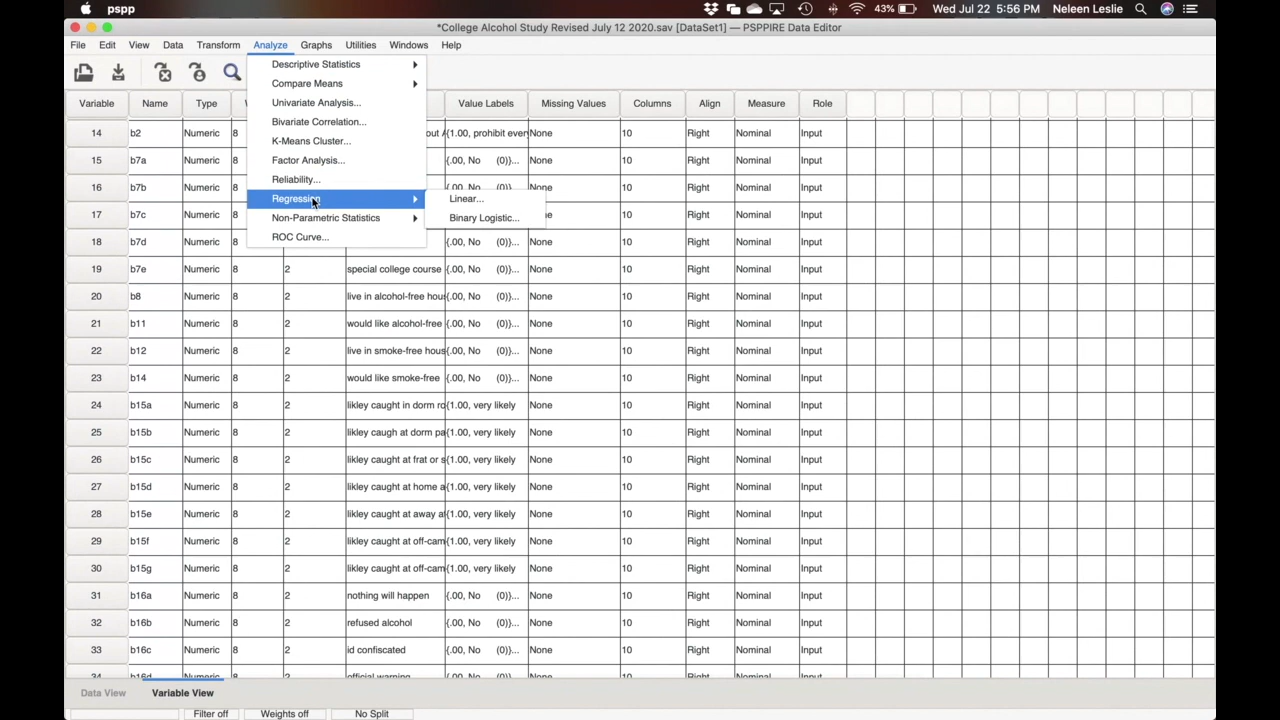 pspp 43% Wed Jul 22 5:56 PM Neleen Leslie
*College Alcohol Study Revised July 12 2020.sav [DataSet1] — PSPPIRE Data Editor
File Edit View Data Transform Analyze Graphs Utilities Windows Help
Descriptive Statistics
Compare Means
Univariate Analysis...
Bivariate Correlation...
K-Means Cluster...
Factor Analysis...
Reliability...
Regression
Non-Parametric Statistics
ROC Curve...
Linear...
Binary Logistic...
Variable Name Type W Value Labels Missing Values Columns Align Measure Role
14 b2 Numeric 8 out A {1.00, prohibit every None 10 Right Nominal Input
15 b7a Numeric 8 {.00, No (0)}... None 10 Right Nominal Input
16 b7b Numeric 8 {.00, No (0)}... 10 Right Nominal Input
17 b7c Numeric 8 10 Right Nominal Input
18 b7d Numeric 8 {.00, No (0)}... None 10 Right Nominal Input
19 b7e Numeric 8 2 special college course {.00, No (0)}... None 10 Right Nominal Input
20 b8 Numeric 8 2 live in alcohol-free hous {.00, No (0)}... None 10 Right Nominal Input
21 b11 Numeric 8 2 would like alcohol-free {.00, No (0)}... None 10 Right Nominal Input
22 b12 Numeric 8 2 live in smoke-free hous {.00, No (0)}... None 10 Right Nominal Input
23 b14 Numeric 8 2 would like smoke-free {.00, No (0)}... None 10 Right Nominal Input
24 b15a Numeric 8 2 likley caught in dorm ro {1.00, very likely None 10 Right Nominal Input
25 b15b Numeric 8 2 likley caugh at dorm pa {1.00, very likely None 10 Right Nominal Input
26 b15c Numeric 8 2 likley caught at frat or s {1.00, very likely None 10 Right Nominal Input
27 b15d Numeric 8 2 likley caught at home a {1.00, very likely None 10 Right Nominal Input
28 b15e Numeric 8 2 likley caught at away a {1.00, very likely None 10 Right Nominal Input
29 b15f Numeric 8 2 likley caught at off-cam {1.00, very likely None 10 Right Nominal Input
30 b15g Numeric 8 2 likley caught at off-cam {1.00, very likely None 10 Right Nominal Input
31 b16a Numeric 8 2 nothing will happen {.00, No (0)}... None 10 Right Nominal Input
32 b16b Numeric 8 2 refused alcohol {.00, No (0)}... None 10 Right Nominal Input
33 b16c Numeric 8 2 id confiscated {.00, No (0)}... None 10 Right Nominal Input
34 b16d Numeric 8 2 official warning {.00, No (0)}... None 10 Right Nominal Input
Data View Variable View
Filter off Weights off No Split